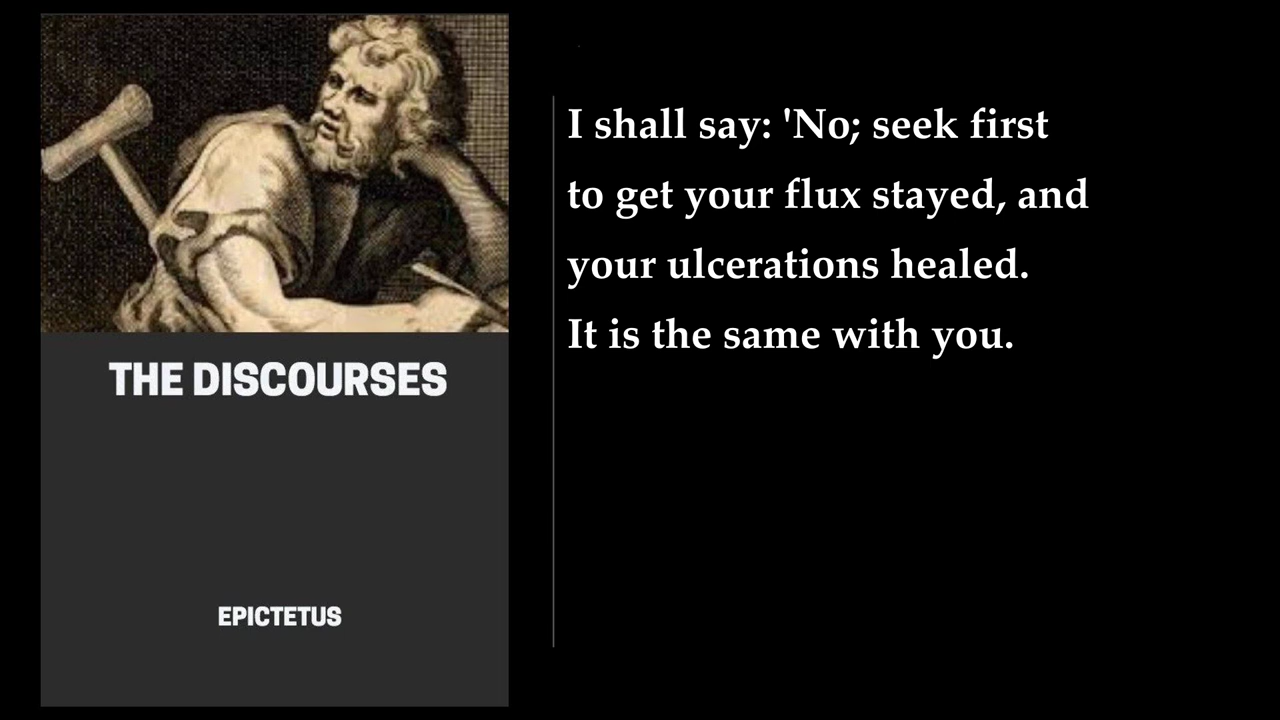 THE DISCOURSES
EPICTETUS
I shall say: 'No; seek first
to get your flux stayed, and
your ulcerations healed.
It is the same with you.